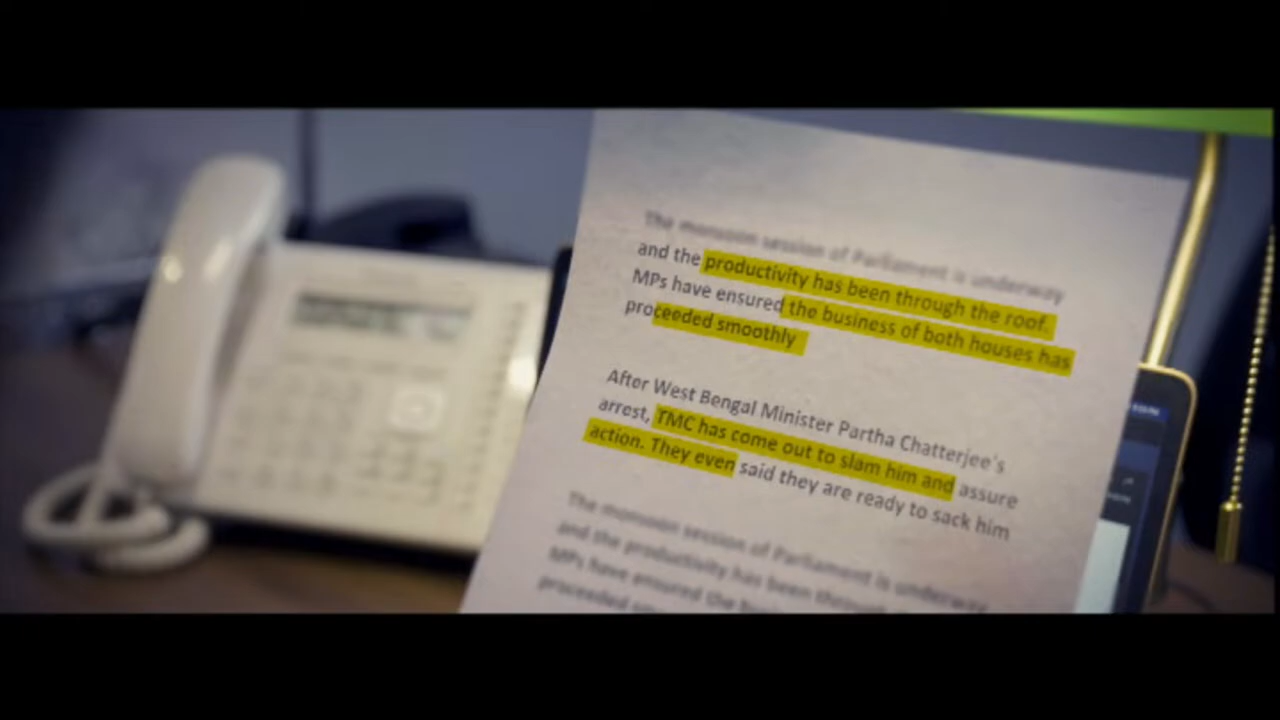 The monsoon session of Parliament is underway
and the productivity has been through the roof.
MPs have ensured the business of both houses has
proceeded smoothly
After West Bengal Minister Partha Chatterjee's
arrest, TMC has come out to slam him and assure
action. They even said they are ready to sack him
The monsoon session of Parliament is underway
and the productivity has been through
MPs have ensured the
proceeded